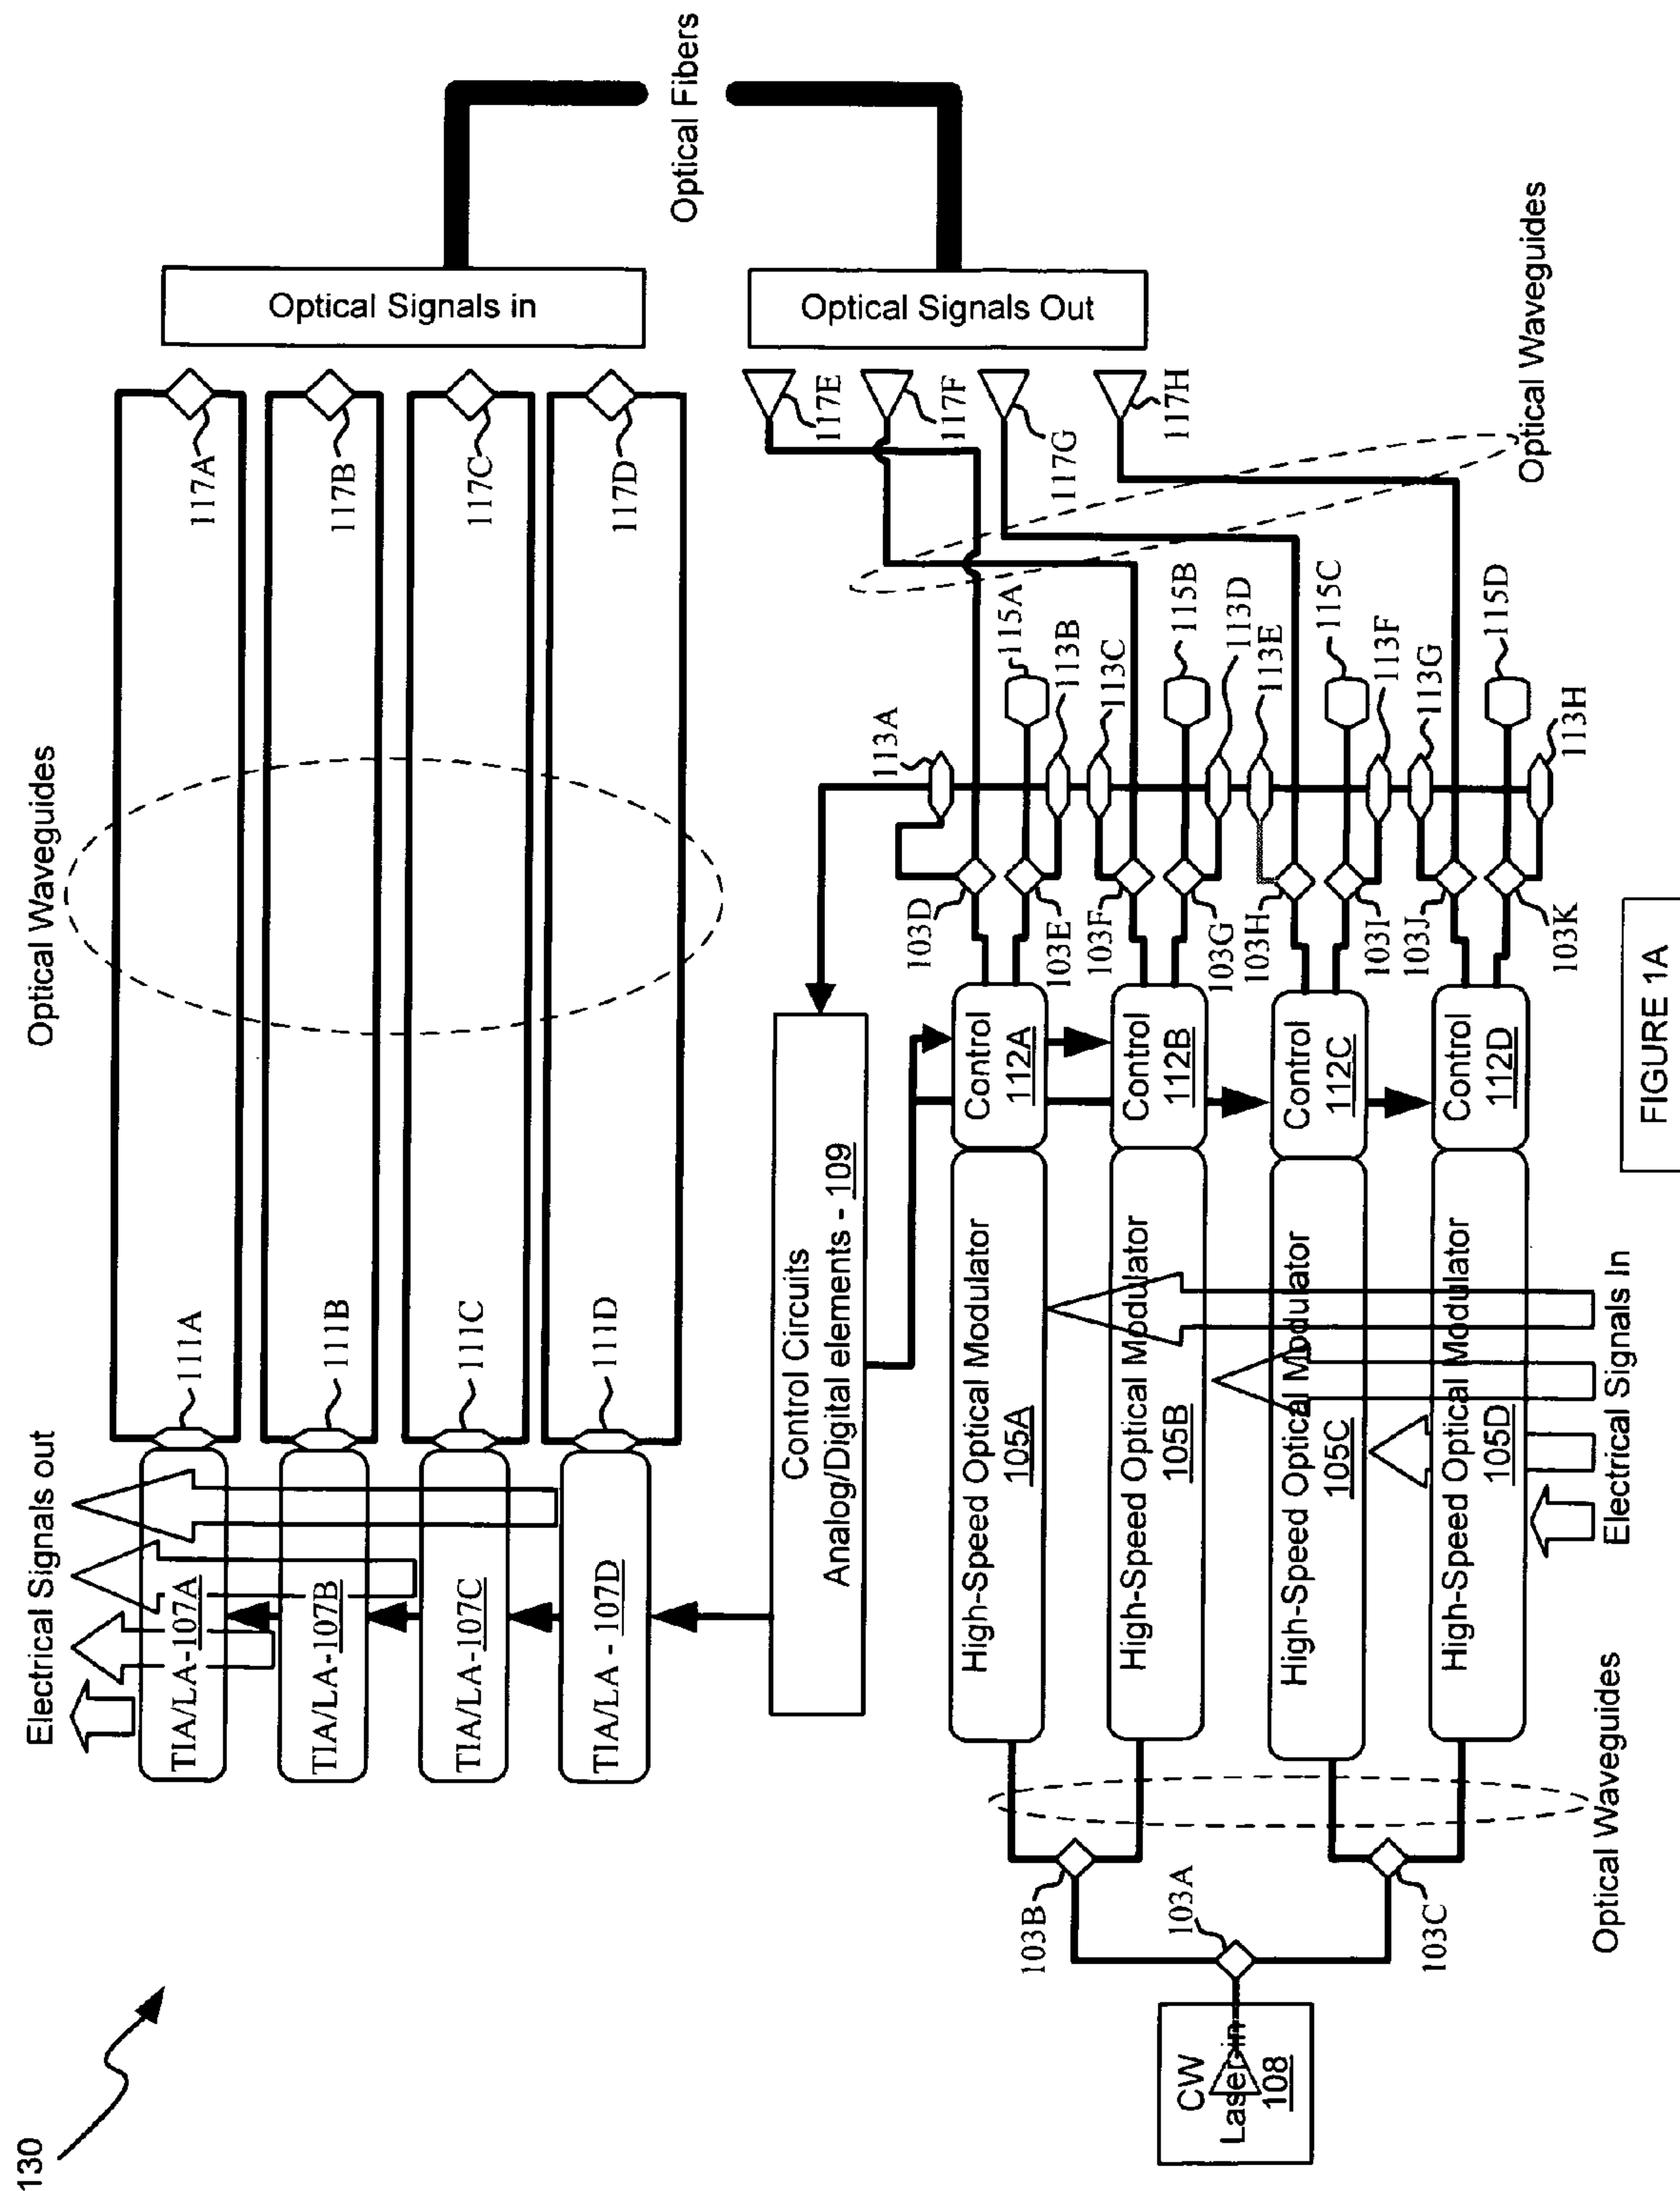 130
Electrical Signals out
Optical Waveguides
TIA/LA-107A
111A
117A
TIA/LA-107B
111B
117B
TIA/LA-107C
111C
117C
TIA/LA - 107D
111D
117D
Optical Signals in
Optical Fibers
Optical Signals Out
117E
117F
117G
117H
Control Circuits
Analog/Digital elements - 109
113A
103D
115A
103E
113B
103F
113C
115B
103G
113D
103H
113E
115C
103I
113F
103J
113G
115D
103K
113H
High-Speed Optical Modulator
105A
Control
112A
High-Speed Optical Modulator
105B
Control
112B
High-Speed Optical Modulator
105C
Control
112C
High-Speed Optical Modulator
105D
Control
112D
Optical Waveguides
103B
103A
103C
CW
Laser in
108
Optical Waveguides
Electrical Signals In
FIGURE 1A